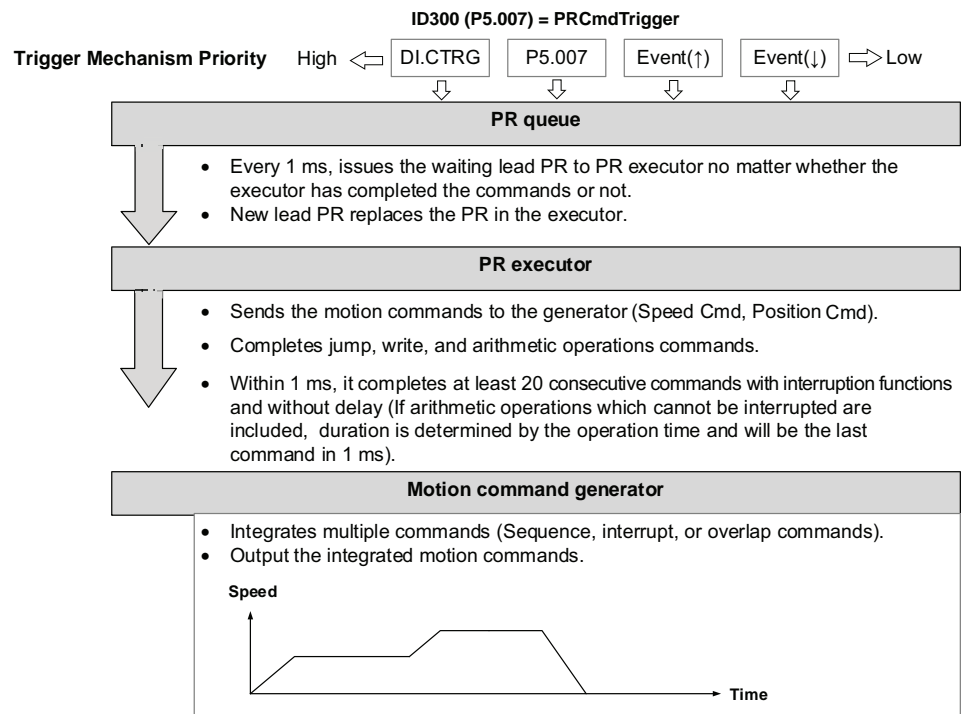 ID300 (P5.007) = PRCmdTrigger
Trigger Mechanism Priority High DI.CTRG P5.007 Event(↑) Event(↓) Low
PR queue
• Every 1 ms, issues the waiting lead PR to PR executor no matter whether the
executor has completed the commands or not.
• New lead PR replaces the PR in the executor.
PR executor
• Sends the motion commands to the generator (Speed Cmd, Position Cmd).
• Completes jump, write, and arithmetic operations commands.
• Within 1 ms, it completes at least 20 consecutive commands with interruption functions
and without delay (If arithmetic operations which cannot be interrupted are
included, duration is determined by the operation time and will be the last
command in 1 ms).
Motion command generator
• Integrates multiple commands (Sequence, interrupt, or overlap commands).
• Output the integrated motion commands.
Speed
Time